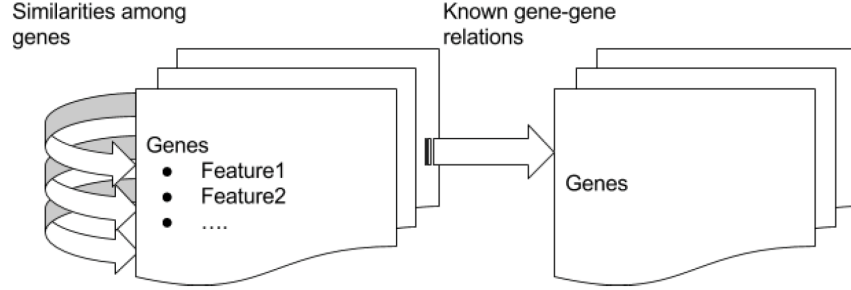 Similarities among
genes
Known gene-gene
relations
Genes
● Feature1
● Feature2
● ....
Genes